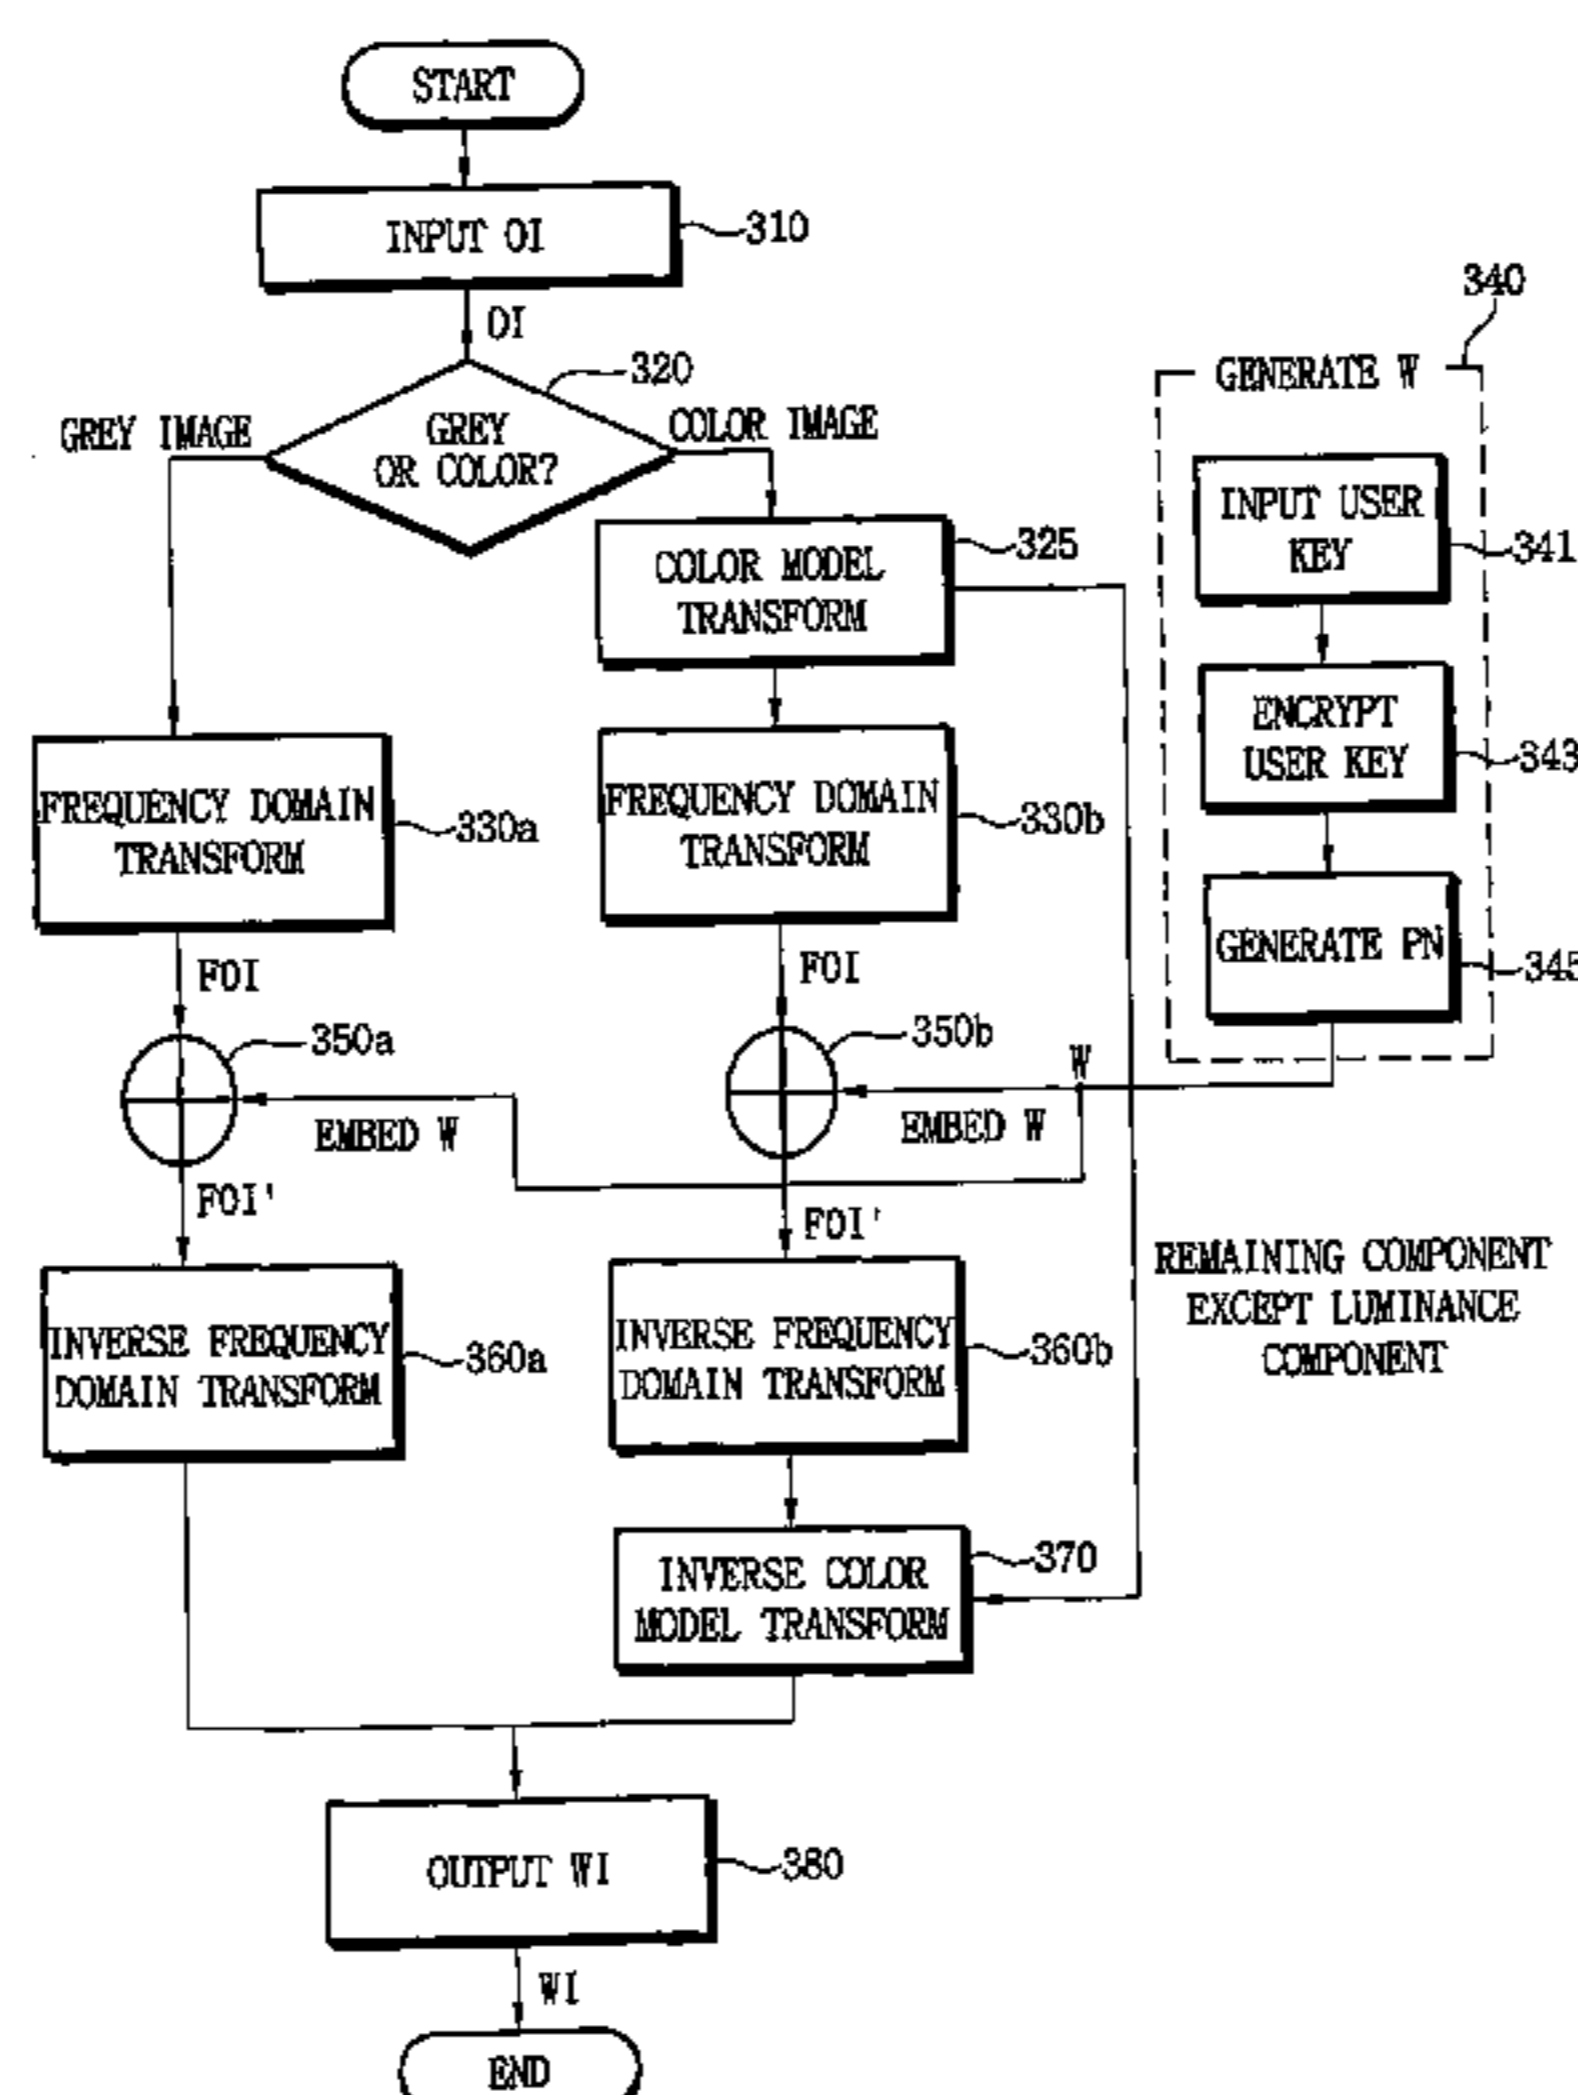 START
INPUT OI
310
OI
320
GREY IMAGE
GREY
OR COLOR?
COLOR IMAGE
COLOR MODEL
TRANSFORM
325
340
GENERATE W
INPUT USER
KEY
341
ENCRYPT
USER KEY
343
GENERATE PN
345
FREQUENCY DOMAIN
TRANSFORM
330a
FREQUENCY DOMAIN
TRANSFORM
330b
FOI
FOI
350a
350b
W
EMBED W
EMBED W
FOI'
FOI'
REMAINING COMPONENT
EXCEPT LUMINANCE
COMPONENT
INVERSE FREQUENCY
DOMAIN TRANSFORM
360a
INVERSE FREQUENCY
DOMAIN TRANSFORM
360b
INVERSE COLOR
MODEL TRANSFORM
370
OUTPUT WI
380
WI
END